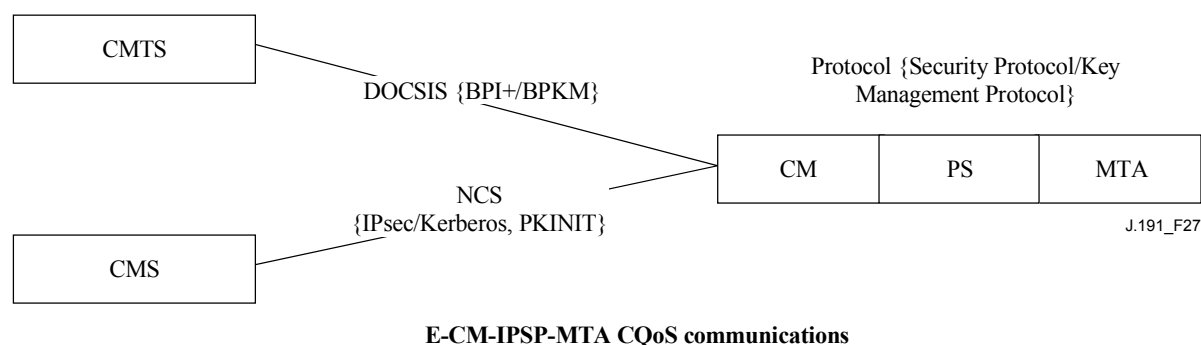 CMTS
DOCSIS {BPI+/BPKM}
Protocol {Security Protocol/Key
Management Protocol}
CM
PS
MTA
NCS
{IPsec/Kerberos, PKINIT}
J.191_F27
CMS
E-CM-IPSP-MTA CQoS communications